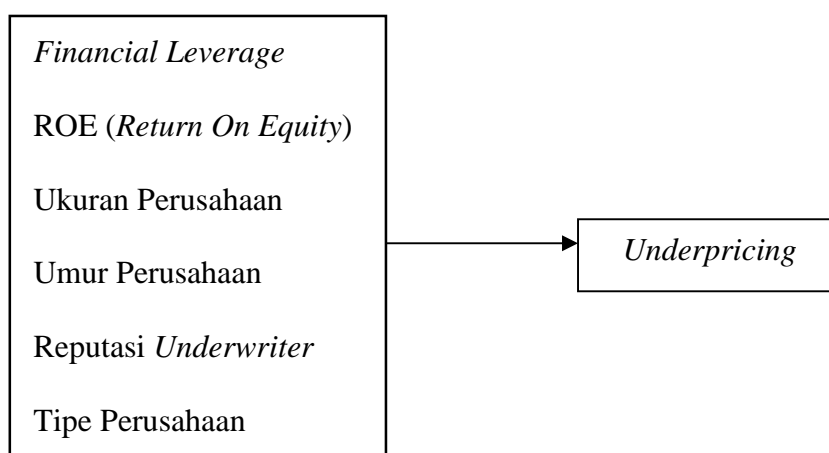 Financial Leverage
ROE (Return On Equity)
Ukuran Perusahaan
Umur Perusahaan
Reputasi Underwriter
Tipe Perusahaan
Underpricing